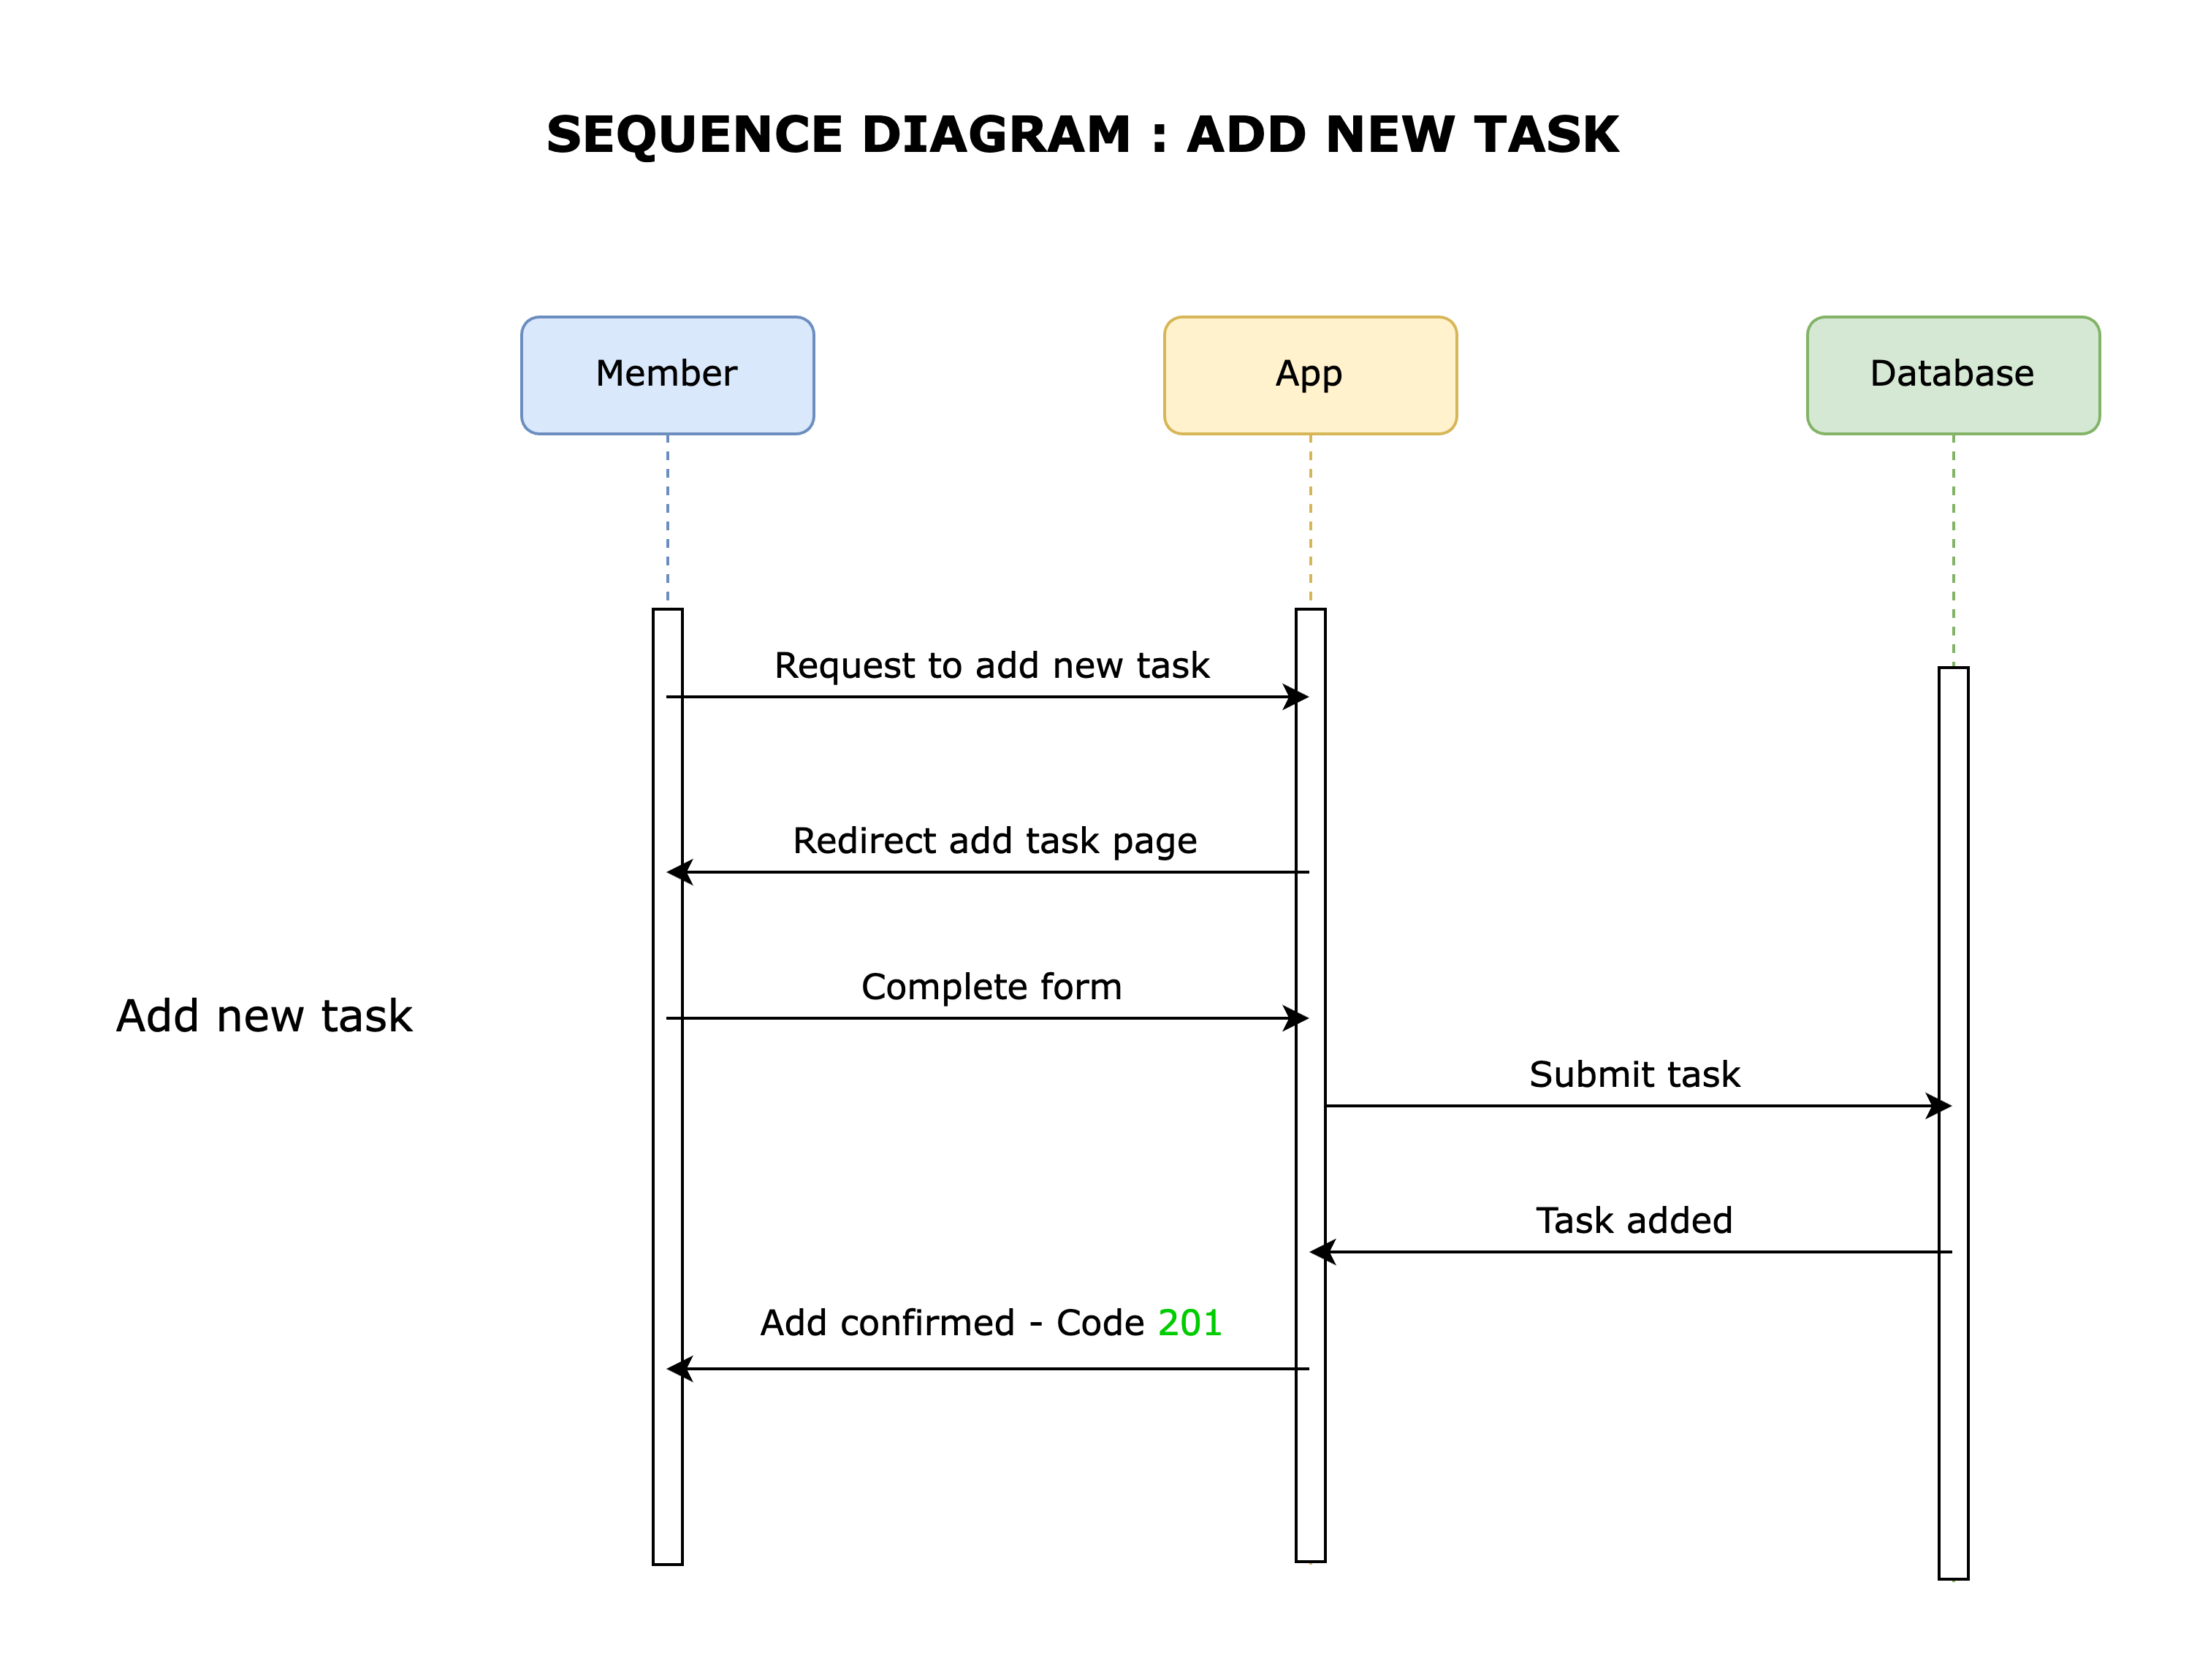 SEQUENCE DIAGRAM : ADD NEW TASK
Member
App
Database
Request to add new task
Redirect add task page
Complete form
Add new task
Submit task
Task added
Add confirmed - Code 201